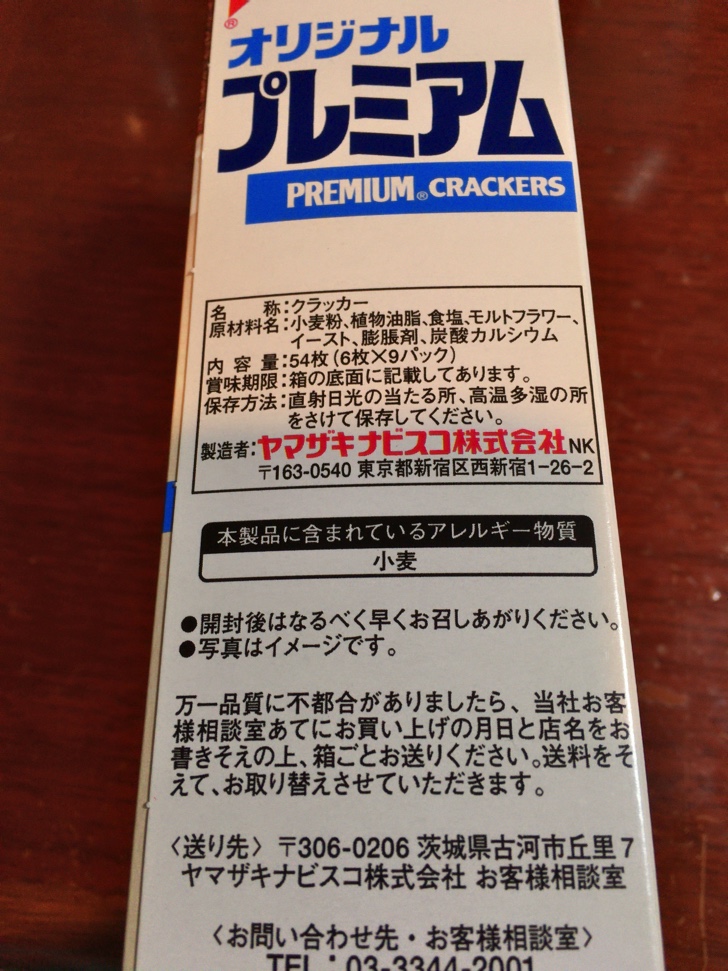 ®
オリジナル
プレミアム
PREMIUM® CRACKERS
名　　称:クラッカー
原材料名:小麦粉、植物油脂、食塩、モルトフラワー、
イースト、膨脹剤、炭酸カルシウム
内 容 量:54枚(6枚×9パック)
賞味期限:箱の底面に記載してあります。
保存方法:直射日光の当たる所、高温多湿の所
をさけて保存してください。
製造者:ヤマザキナビスコ株式会社NK
〒163-0540 東京都新宿区西新宿1-26-2
本製品に含まれているアレルギー物質
小麦
●開封後はなるべく早くお召しあがりください。
●写真はイメージです。
万一品質に不都合がありましたら、当社お客
様相談室あてにお買い上げの月日と店名をお
書きそえの上、箱ごとお送りください。送料をそ
えて、お取り替えさせていただきます。
〈送り先〉 〒306-0206 茨城県古河市丘里7
ヤマザキナビスコ株式会社 お客様相談室
〈お問い合わせ先・お客様相談室〉
TEL：03-3344-2001